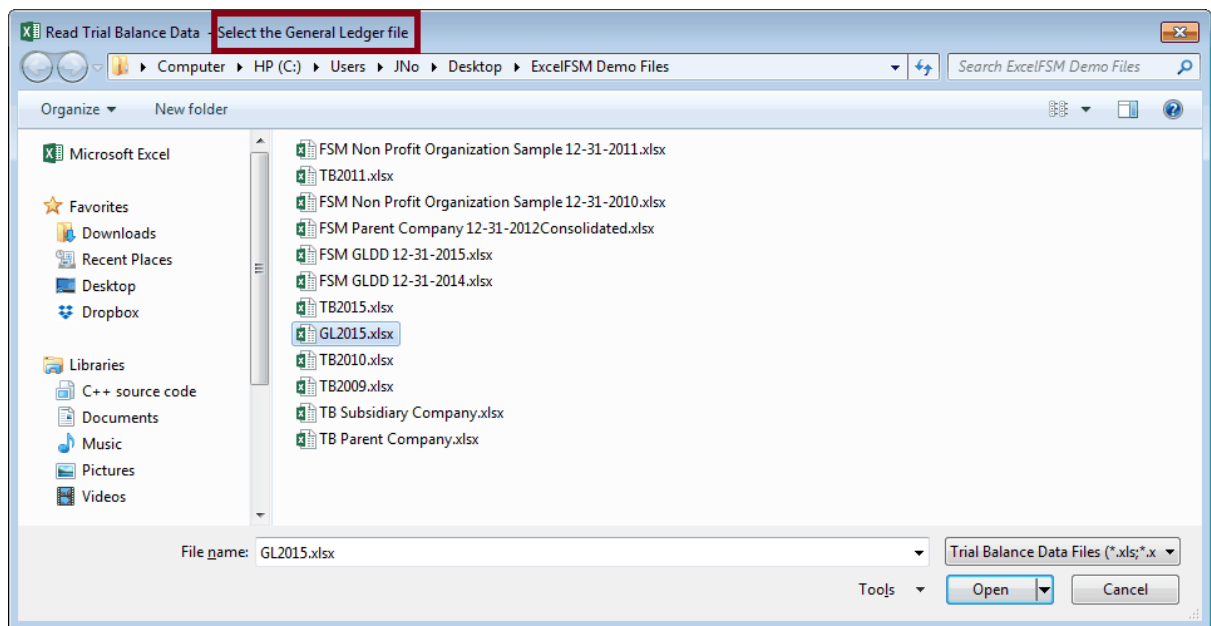 Read Trial Balance Data - Select the General Ledger file
Computer HP (C:) Users JNo Desktop ExcelFSM Demo Files Search ExcelFSM Demo Files
Organize New folder
Microsoft Excel
Favorites
Downloads
Recent Places
Desktop
Dropbox
Libraries
C++ source code
Documents
Music
Pictures
Videos
FSM Non Profit Organization Sample 12-31-2011.xlsx
TB2011.xlsx
FSM Non Profit Organization Sample 12-31-2010.xlsx
FSM Parent Company 12-31-2012Consolidated.xlsx
FSM GLDD 12-31-2015.xlsx
FSM GLDD 12-31-2014.xlsx
TB2015.xlsx
GL2015.xlsx
TB2010.xlsx
TB2009.xlsx
TB Subsidiary Company.xlsx
TB Parent Company.xlsx
File name: GL2015.xlsx Trial Balance Data Files (*.xls;*.x
Tools Open Cancel